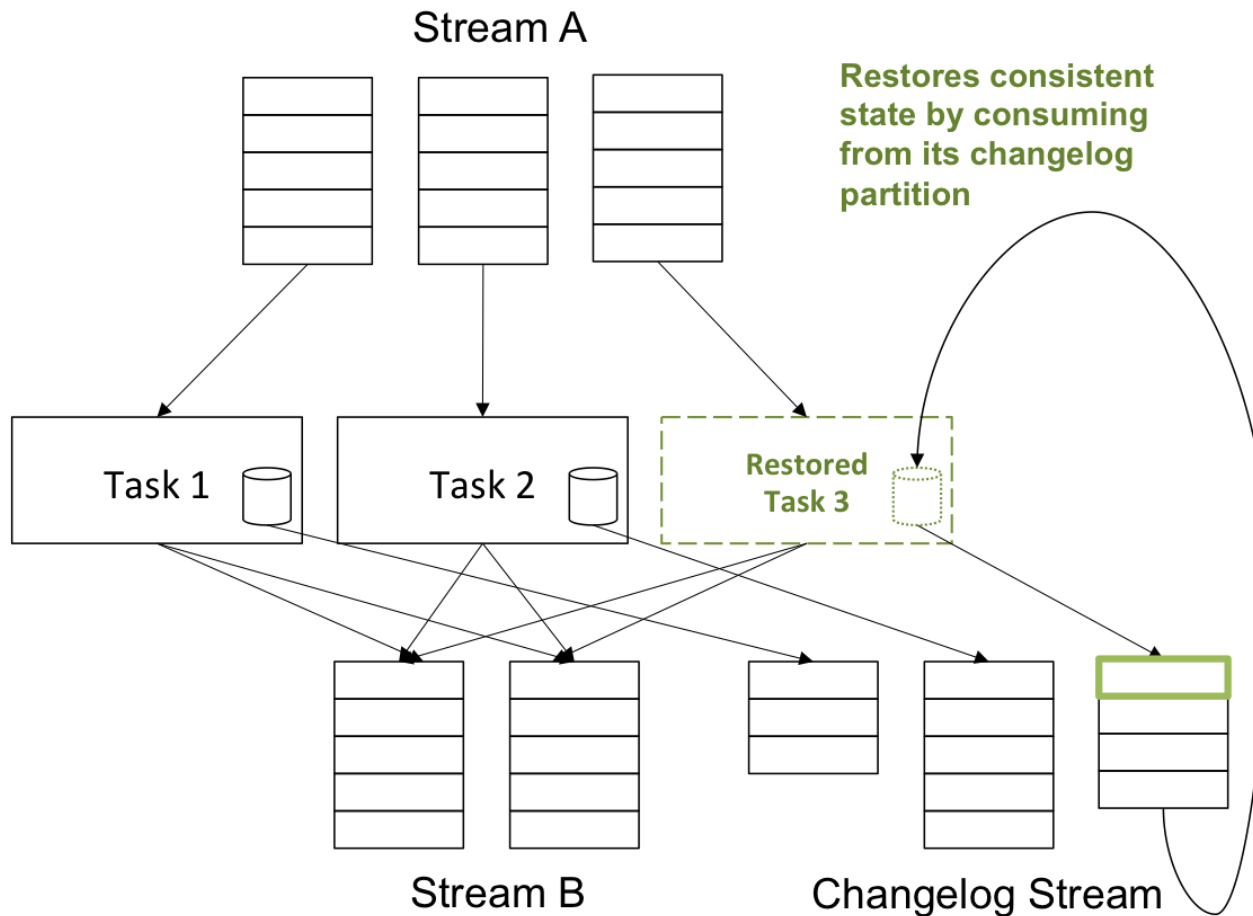 Stream A
Restores consistent
state by consuming
from its changelog
partition
Task 1
Task 2
Restored
Task 3
Stream B
Changelog Stream